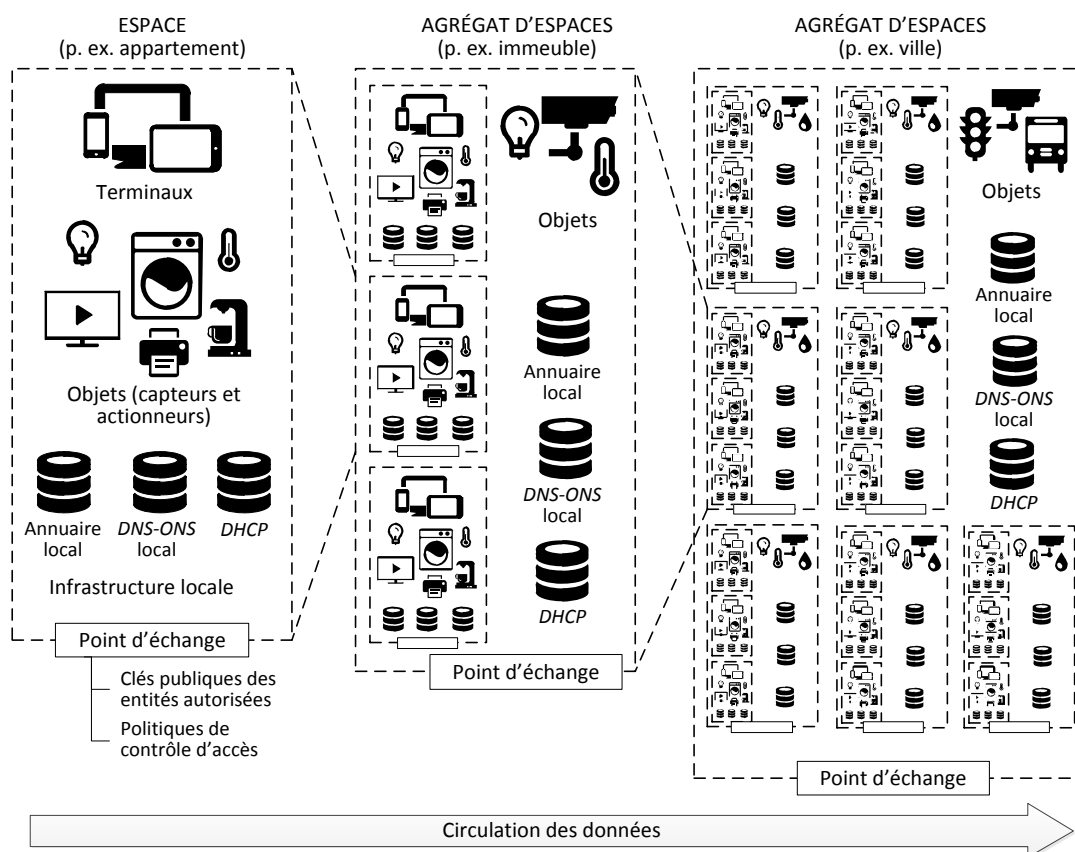 ESPACE
(p. ex. appartement)
Terminaux
Objets (capteurs et
actionneurs)
Annuaire
local
DNS-ONS
local
DHCP
Infrastructure locale
Point d'échange
Clés publiques des
entités autorisées
Politiques de
contrôle d'accès
AGRÉGAT D'ESPACES
(p. ex. immeuble)
Objets
Annuaire
local
DNS-ONS
local
DHCP
Point d'échange
AGRÉGAT D'ESPACES
(p. ex. ville)
Objets
Annuaire
local
DNS-ONS
local
DHCP
Point d'échange
Circulation des données